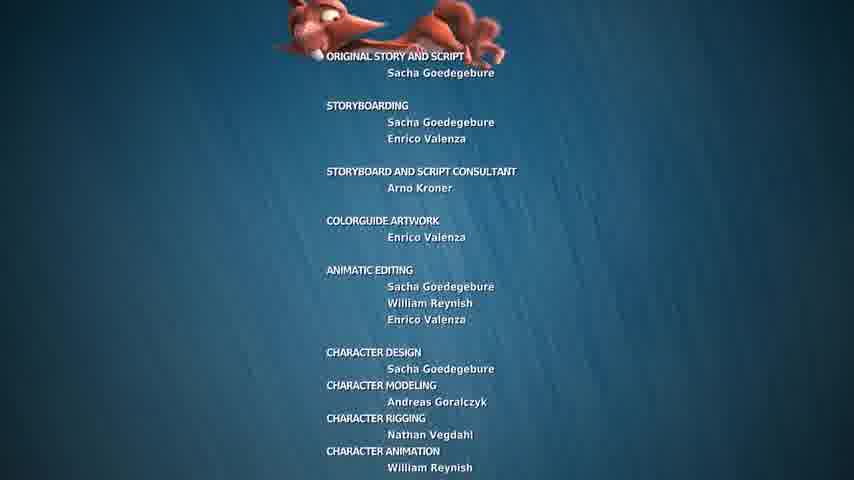 ORIGINAL STORY AND SCRIPT
Sacha Goedegebure
STORYBOARDING
Sacha Goedegebure
Enrico Valenza
STORYBOARD AND SCRIPT CONSULTANT
Arno Kroner
COLORGUIDE ARTWORK
Enrico Valenza
ANIMATIC EDITING
Sacha Goedegebure
William Reynish
Enrico Valenza
CHARACTER DESIGN
Sacha Goedegebure
CHARACTER MODELING
Andreas Goralczyk
CHARACTER RIGGING
Nathan Vegdahl
CHARACTER ANIMATION
William Reynish